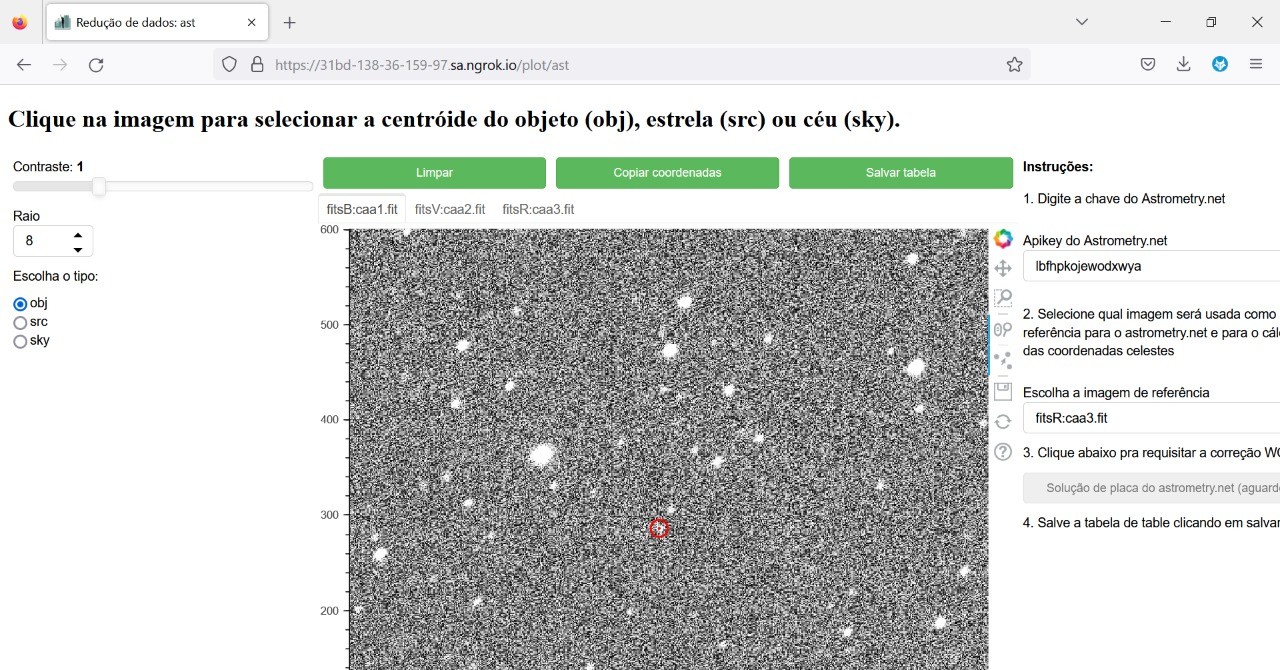 Redução de dados: ast
https://31bd-138-36-159-97.sa.ngrok.io/plot/ast
Clique na imagem para selecionar a centróide do objeto (obj), estrela (src) ou céu (sky).
Contraste: 1
Raio
8
Escolha o tipo:
obj
src
sky
Limpar
Copiar coordenadas
Salvar tabela
fitsB:caa1.fit
fitsV:caa2.fit
fitsR:caa3.fit
600
500
400
300
200
Instruções:
1. Digite a chave do Astrometry.net
Apikey do Astrometry.net
lbfhpkojewodxwya
2. Selecione qual imagem será usada como
referência para o astrometry.net e para o cál
das coordenadas celestes
Escolha a imagem de referência
fitsR:caa3.fit
3. Clique abaixo pra requisitar a correção WC
Solução de placa do astrometry.net (aguarde
4. Salve a tabela de table clicando em salvar